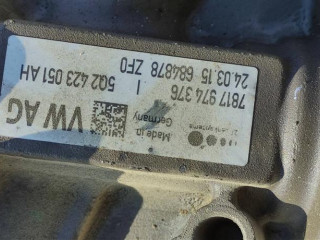 7817 974 376
24.03.15 684878 ZF0
I
5Q2 423 051 AH
Made in
Germany
VW AG